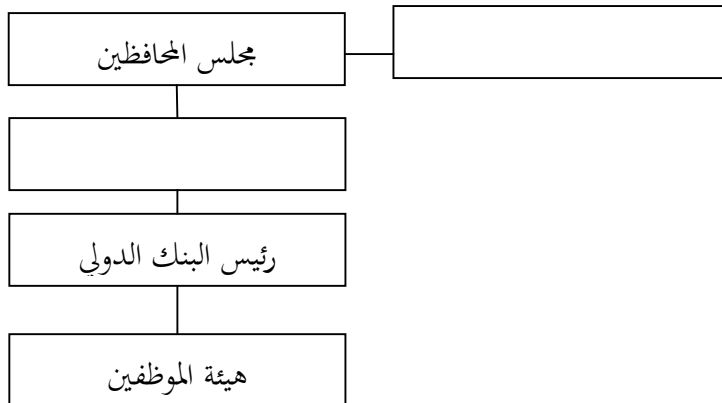 مجلس المحافظين
رئيس البنك الدولي
هيئة الموظفين